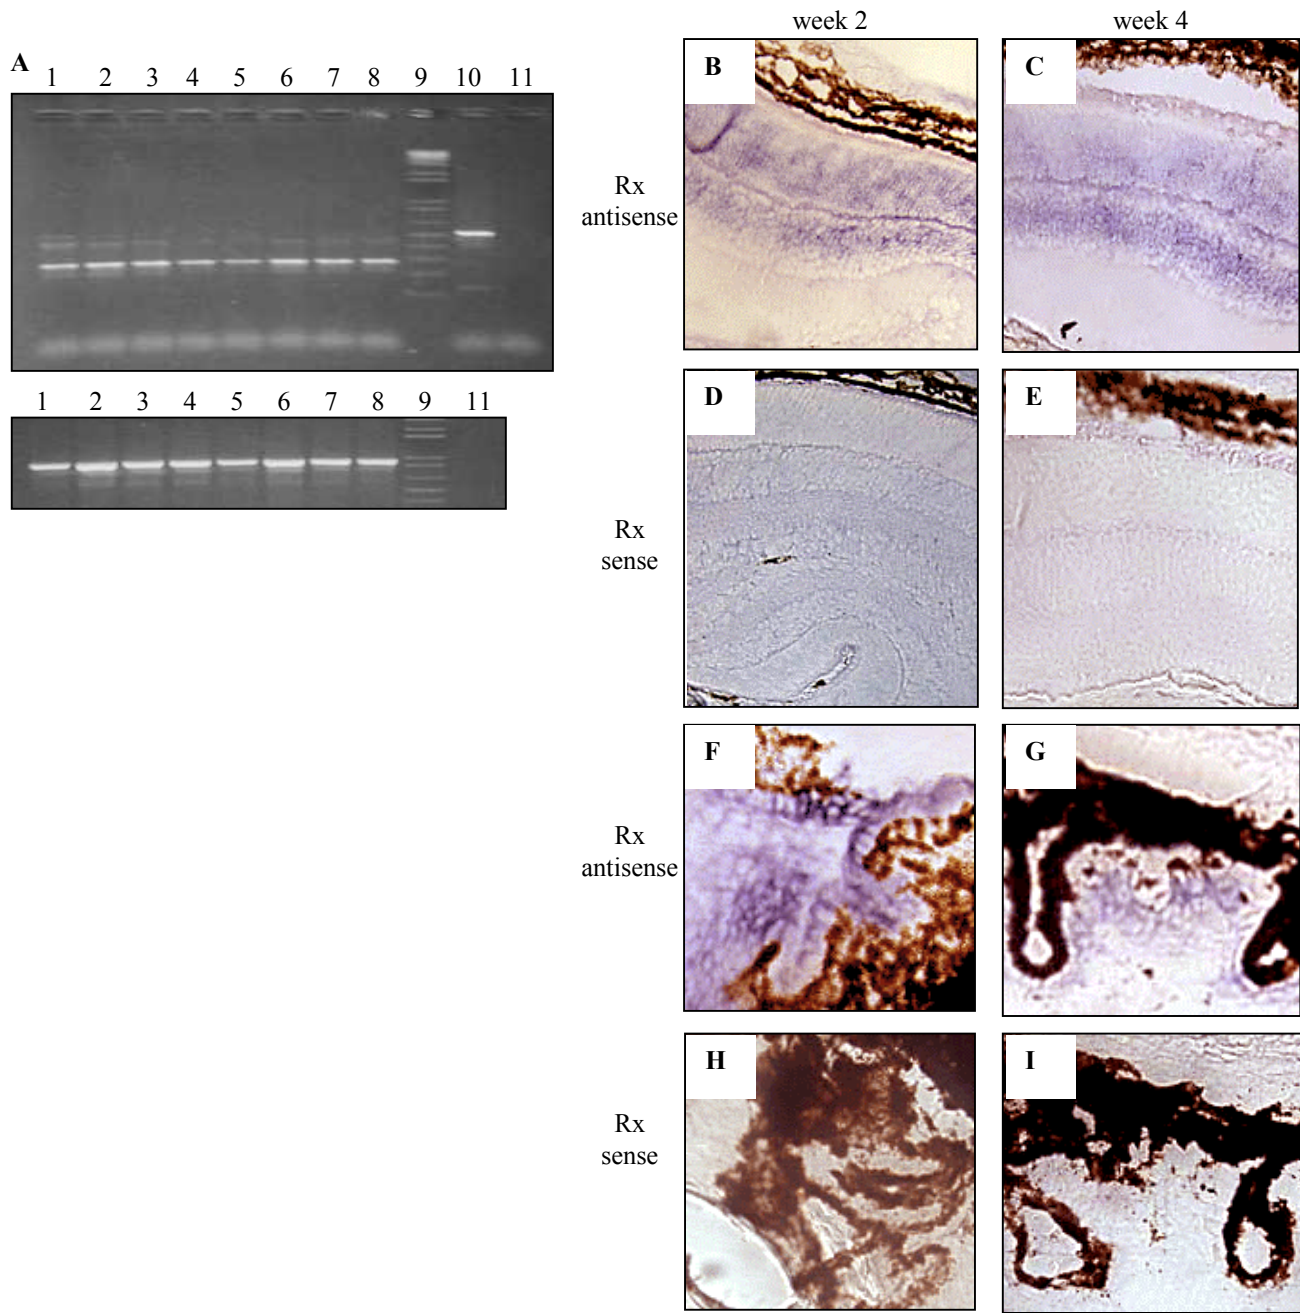 week 2 week 4
A
1 2 3 4 5 6 7 8 9 10 11
B C
Rx
antisense
1 2 3 4 5 6 7 8 9 11
D E
Rx
sense
F G
Rx
antisense
H I
Rx
sense